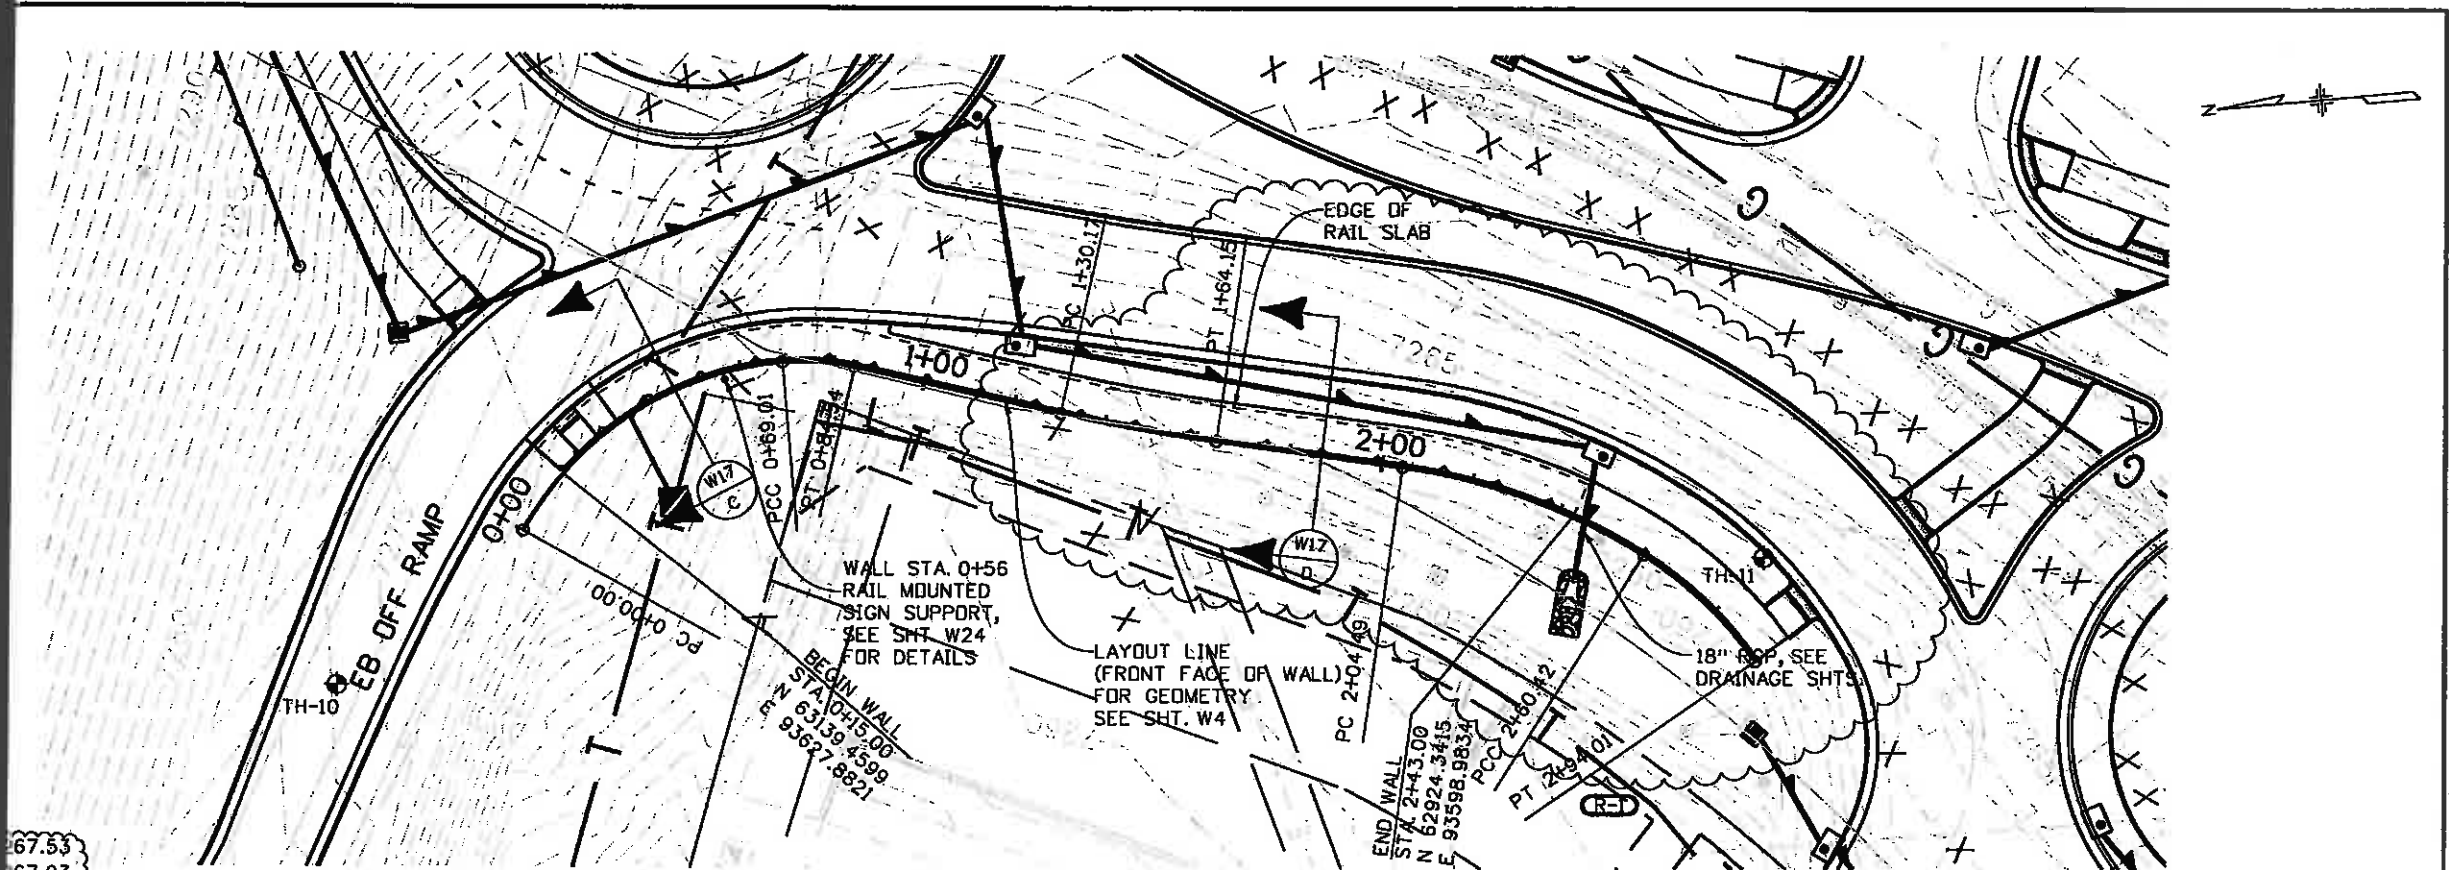 N
EDGE OF
RAIL SLAB
PC 1+30.17
PT 1+64.15
7265
1+00
2+00
0+00
EB OFF RAMP
TH-10
PC 0+00.00
PCC 0+69.01
PT
W17
C
W17
D
WALL STA. 0+56
RAIL MOUNTED
SIGN SUPPORT,
SEE SHT. W24
FOR DETAILS
BEGIN WALL
STA. 0+15.00
N 63139.4599
E 93627.8821
LAYOUT LINE
(FRONT FACE OF WALL)
FOR GEOMETRY
SEE SHT. W4
PC 2+04.49
END WALL
STA. 2+43.00
N 62924.3415
E 93598.9834
PCC 2+60.42
PT 2+94.01
TH-11
18" RCP, SEE
DRAINAGE SHTS.
R-1
67.53